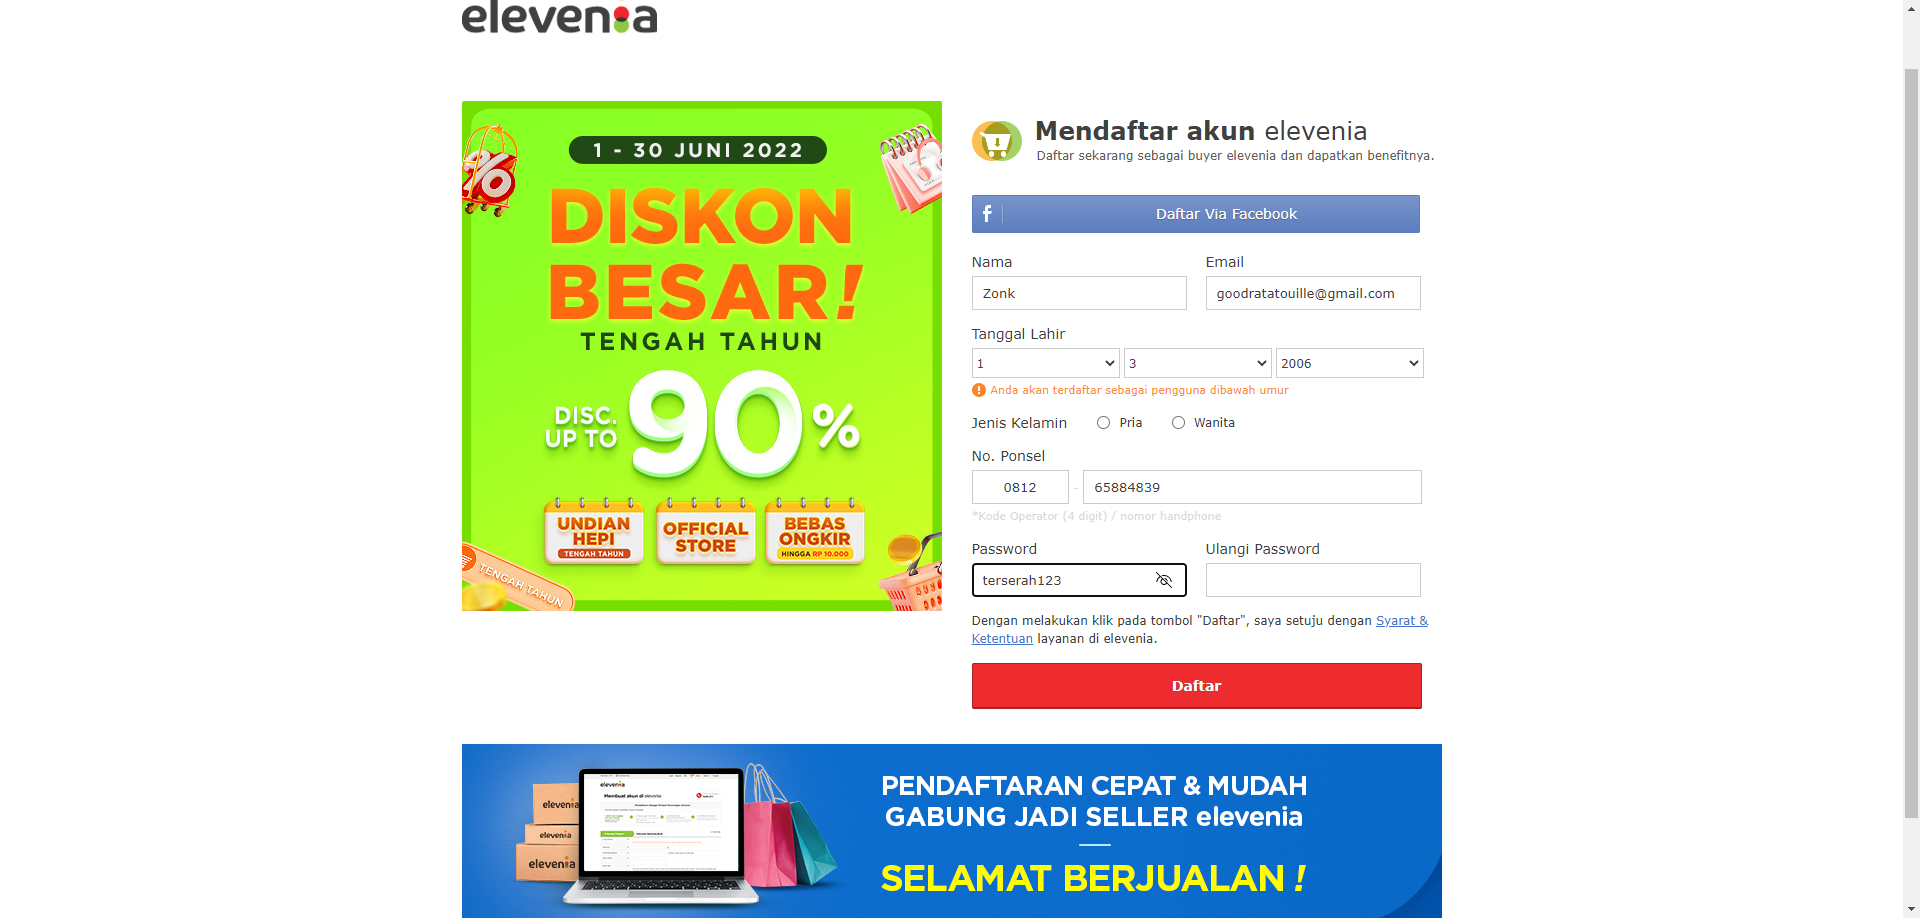 elevenia
1 - 30 JUNI 2022
DISKON
BESAR!
TENGAH TAHUN
DISC.
UP TO
90%
UNDIAN
HEPI
TENGAH TAHUN
OFFICIAL
STORE
BEBAS
ONGKIR
HINGGA RP 10.000
TENGAH TAHUN
%
Mendaftar akun elevenia
Daftar sekarang sebagai buyer elevenia dan dapatkan benefitnya.
f
Daftar Via Facebook
Nama
Email
Zonk
goodratatouille@gmail.com
Tanggal Lahir
1
3
2006
Anda akan terdaftar sebagai pengguna dibawah umur
Jenis Kelamin
Pria
Wanita
No. Ponsel
0812
-
65884839
*Kode Operator (4 digit) / nomor handphone
Password
Ulangi Password
terserah123
Dengan melakukan klik pada tombol "Daftar", saya setuju dengan Syarat &
Ketentuan layanan di elevenia.
Daftar
elevenia
elevenia
elevenia
elevenia
Membuat akun di elevenia
PENDAFTARAN CEPAT & MUDAH
GABUNG JADI SELLER elevenia
SELAMAT BERJUALAN !